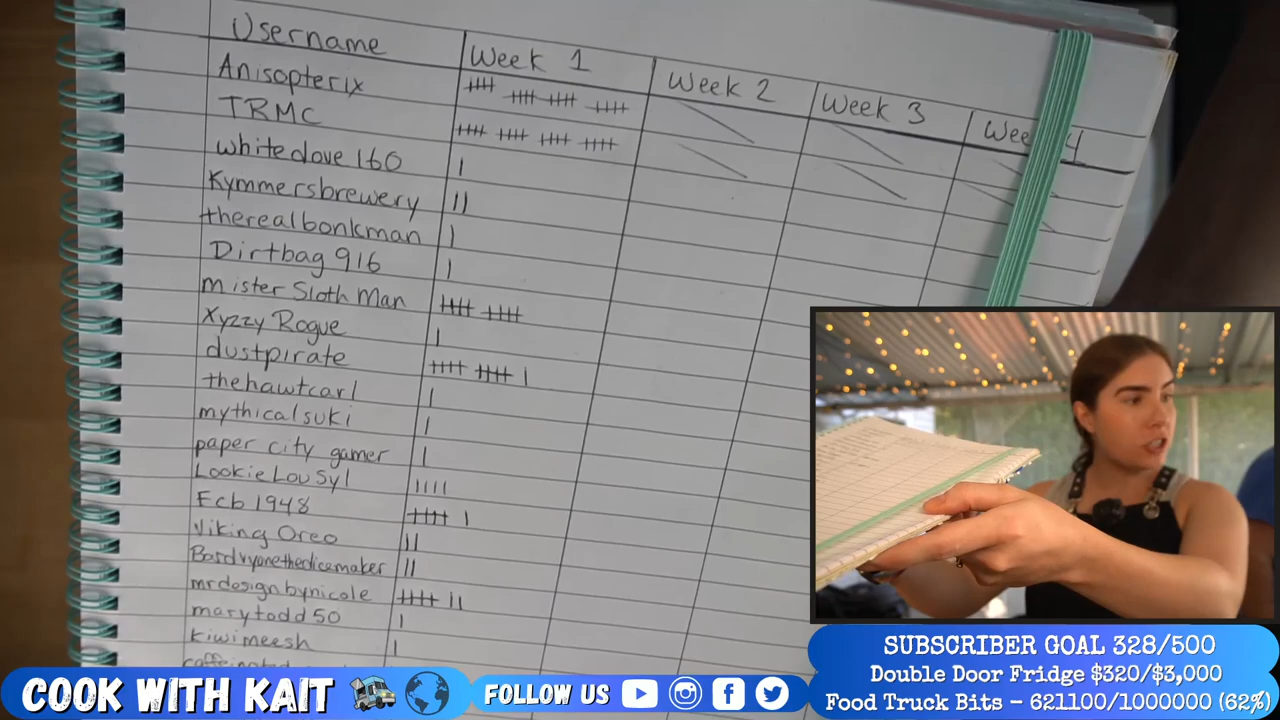 Username Week 1 Week 2 Week 3 Week 4
Anisopterix
TRMC
whitedove160
Kymmersbrewery
therealbonkman
Dirtbag916
mister Sloth Man
Xyzzy Rogue
dustpirate
thehawtcarl
mythicalsuki
paper city gamer
LookieLouSyl
Fcb1948
Viking Oreo
mrdesignbynicole
marytodd50
kiwimeesh
caffeinated
SUBSCRIBER GOAL 328/500
Double Door Fridge $320/$3,000
Food Truck Bits - 621100/1000000 (62%)
COOK WITH KAIT
FOLLOW US